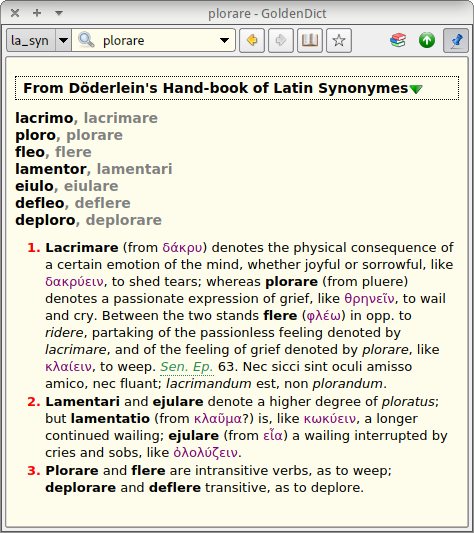 plorare - GoldenDict
la_syn plorare
From Döderlein's Hand-book of Latin Synonymes
lacrimo, lacrimare
ploro, plorare
fleo, flere
lamentor, lamentari
eiulo, eiulare
defleo, deflere
deploro, deplorare
1. Lacrimare (from δάκρυ) denotes the physical consequence of
a certain emotion of the mind, whether joyful or sorrowful, like
δακρύειν, to shed tears; whereas plorare (from pluere)
denotes a passionate expression of grief, like θρηνεῖν, to wail
and cry. Between the two stands flere (φλέω) in opp. to
ridere, partaking of the passionless feeling denoted by
lacrimare, and of the feeling of grief denoted by plorare, like
κλαίειν, to weep. Sen. Ep. 63. Nec sicci sint oculi amisso
amico, nec fluant; lacrimandum est, non plorandum.
2. Lamentari and ejulare denote a higher degree of ploratus;
but lamentatio (from κλαῦμα?) is, like κωκύειν, a longer
continued wailing; ejulare (from εἶα) a wailing interrupted by
cries and sobs, like ὀλολύζειν.
3. Plorare and flere are intransitive verbs, as to weep;
deplorare and deflere transitive, as to deplore.